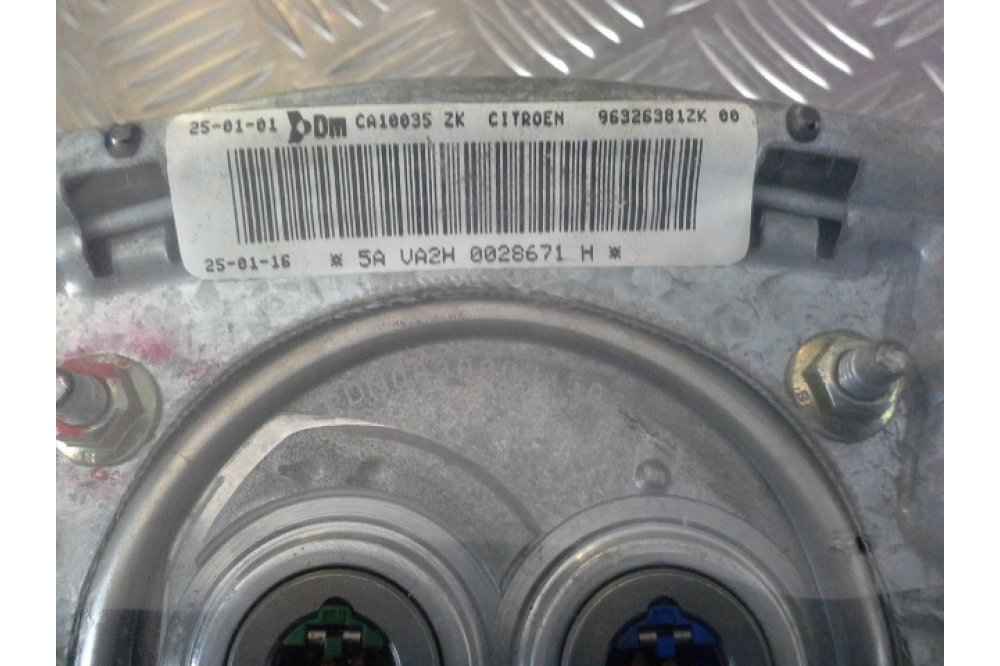 25-01-01 Dm CA10035 ZK CITROEN 96326381ZK 00
25-01-16 ※ 5A VA2H 0028671 H ※